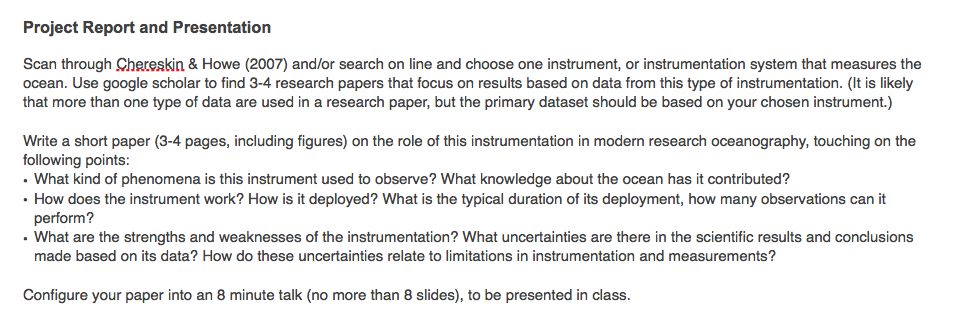 Project Report and Presentation
Scan through Chereskin & Howe (2007) and/or search on line and choose one instrument, or instrumentation system that measures the
ocean. Use google scholar to find 3-4 research papers that focus on results based on data from this type of instrumentation. (It is likely
that more than one type of data are used in a research paper, but the primary dataset should be based on your chosen instrument.)
Write a short paper (3-4 pages, including figures) on the role of this instrumentation in modern research oceanography, touching on the
following points:
• What kind of phenomena is this instrument used to observe? What knowledge about the ocean has it contributed?
• How does the instrument work? How is it deployed? What is the typical duration of its deployment, how many observations can it
perform?
• What are the strengths and weaknesses of the instrumentation? What uncertainties are there in the scientific results and conclusions
made based on its data? How do these uncertainties relate to limitations in instrumentation and measurements?
Configure your paper into an 8 minute talk (no more than 8 slides), to be presented in class.